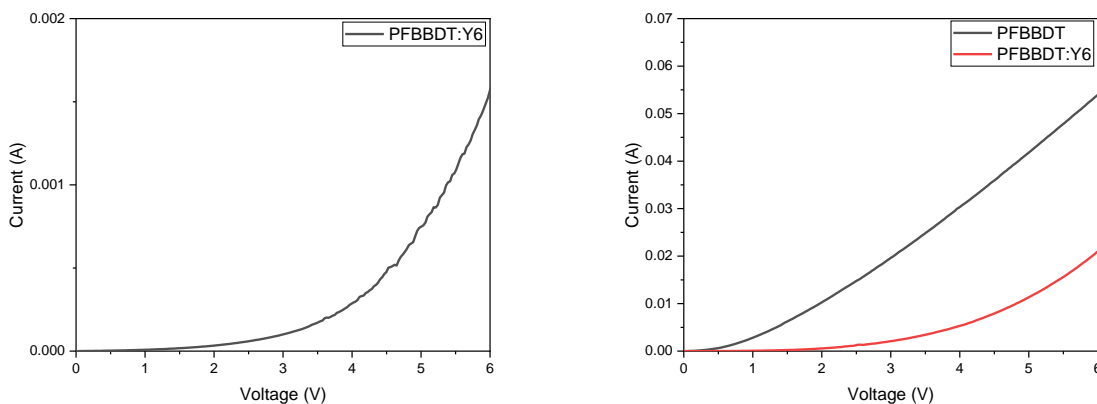 0.002
PFBBDT:Y6
0.001
0.000
Current (A)
0 1 2 3 4 5 6
Voltage (V)
0.07
PFBBDT
PFBBDT:Y6
0.06
0.05
0.04
0.03
0.02
0.01
0.00
Current (A)
0 1 2 3 4 5 6
Voltage (V)